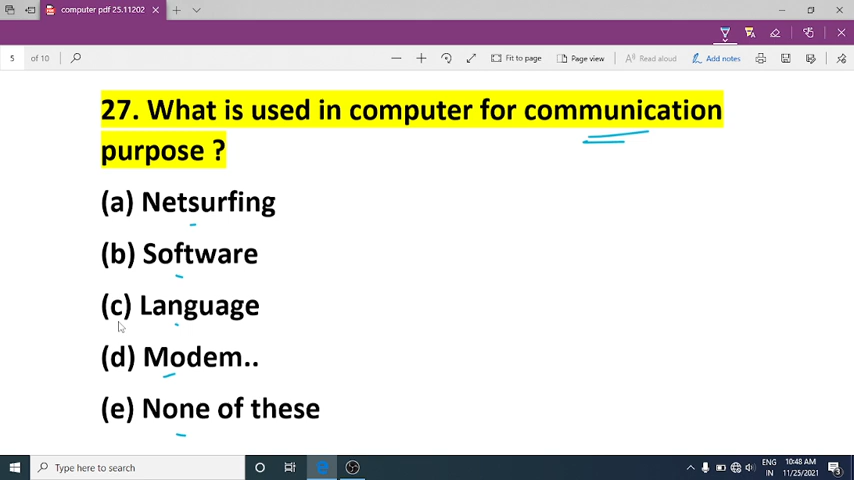 computer pdf 25.11202
5 of 10
Fit to page
Page view
Read aloud
Add notes
27. What is used in computer for communication
purpose ?
(a) Netsurfing
(b) Software
(c) Language
(d) Modem..
(e) None of these
Type here to search
ENG
IN
10:48 AM
11/25/2021
3